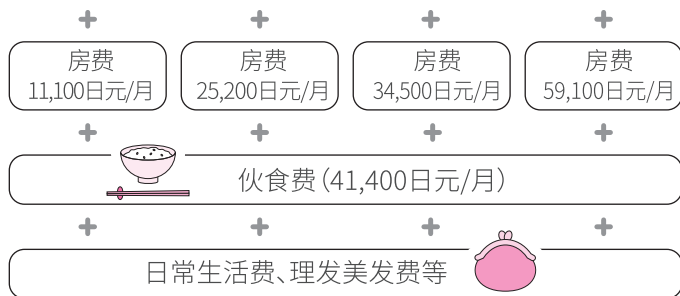 房费
11,100日元/月
房费
25,200日元/月
房费
34,500日元/月
房费
59,100日元/月
伙食费（41,400日元/月）
日常生活费、理发美发费等